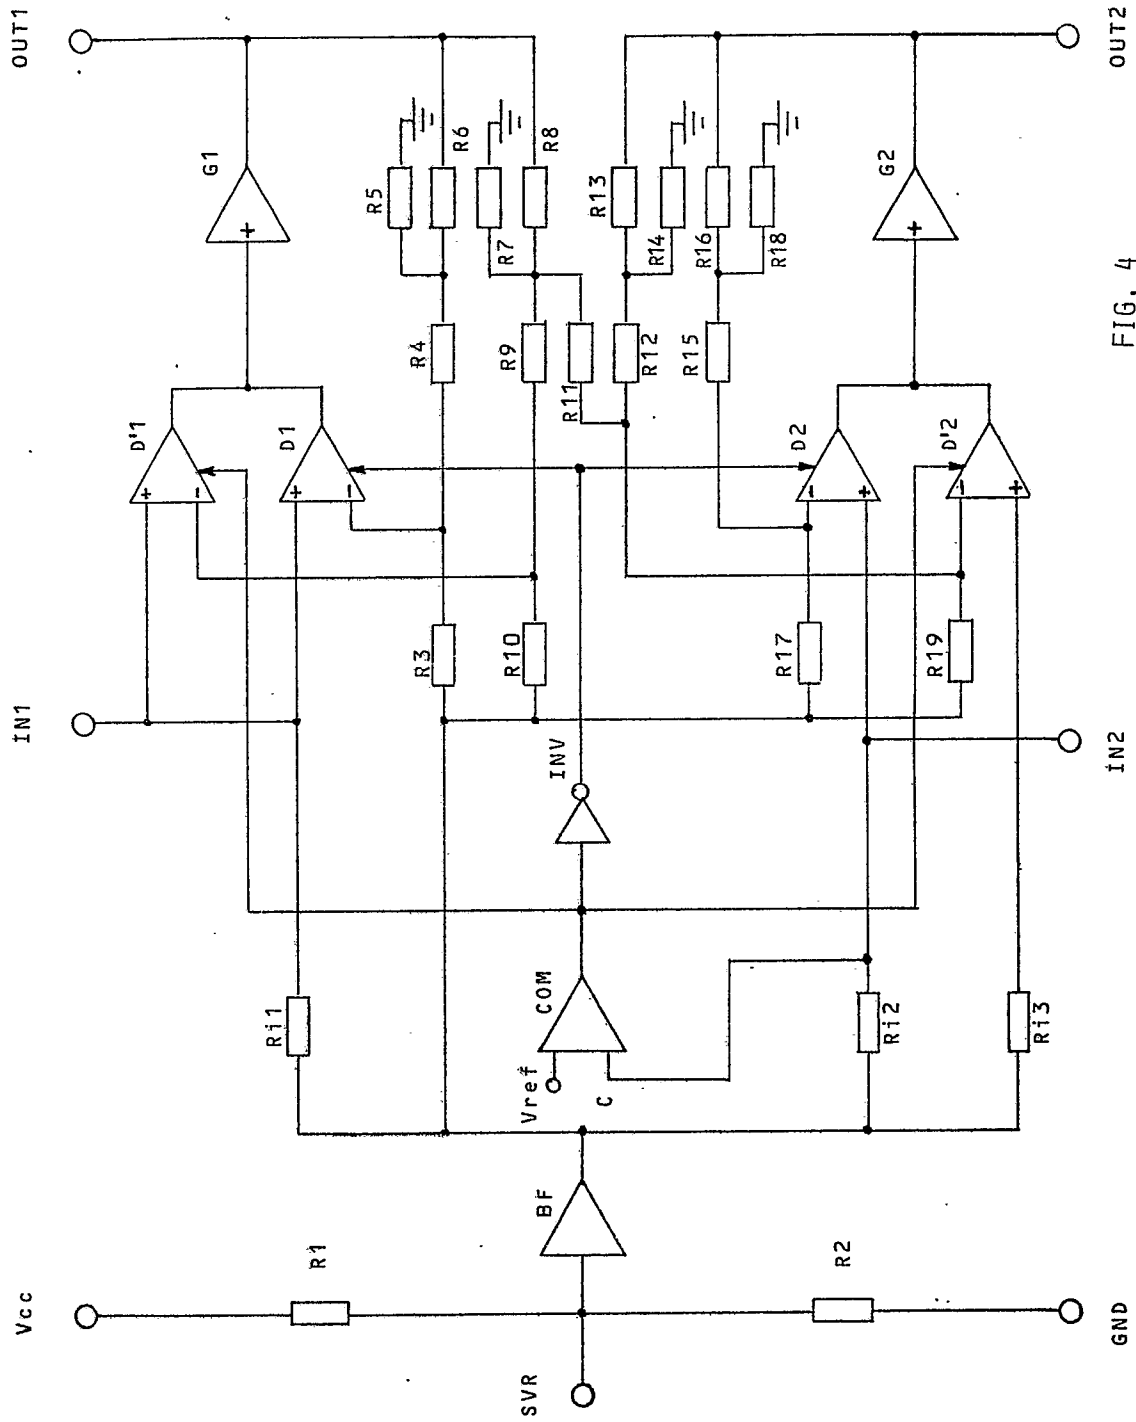 OUT1
OUT2
G1
G2
R5
R6
R7
R8
R13
R14
R16
R18
R4
R9
R11
R12
R15
D'1
D1
D2
D'2
+
-
+
-
-
+
-
+
+
+
R3
R10
R17
R19
IN1
IN2
INV
COM
Vref
C
Ri1
Ri2
Ri3
BF
R1
R2
Vcc
SVR
GND
FIG. 4